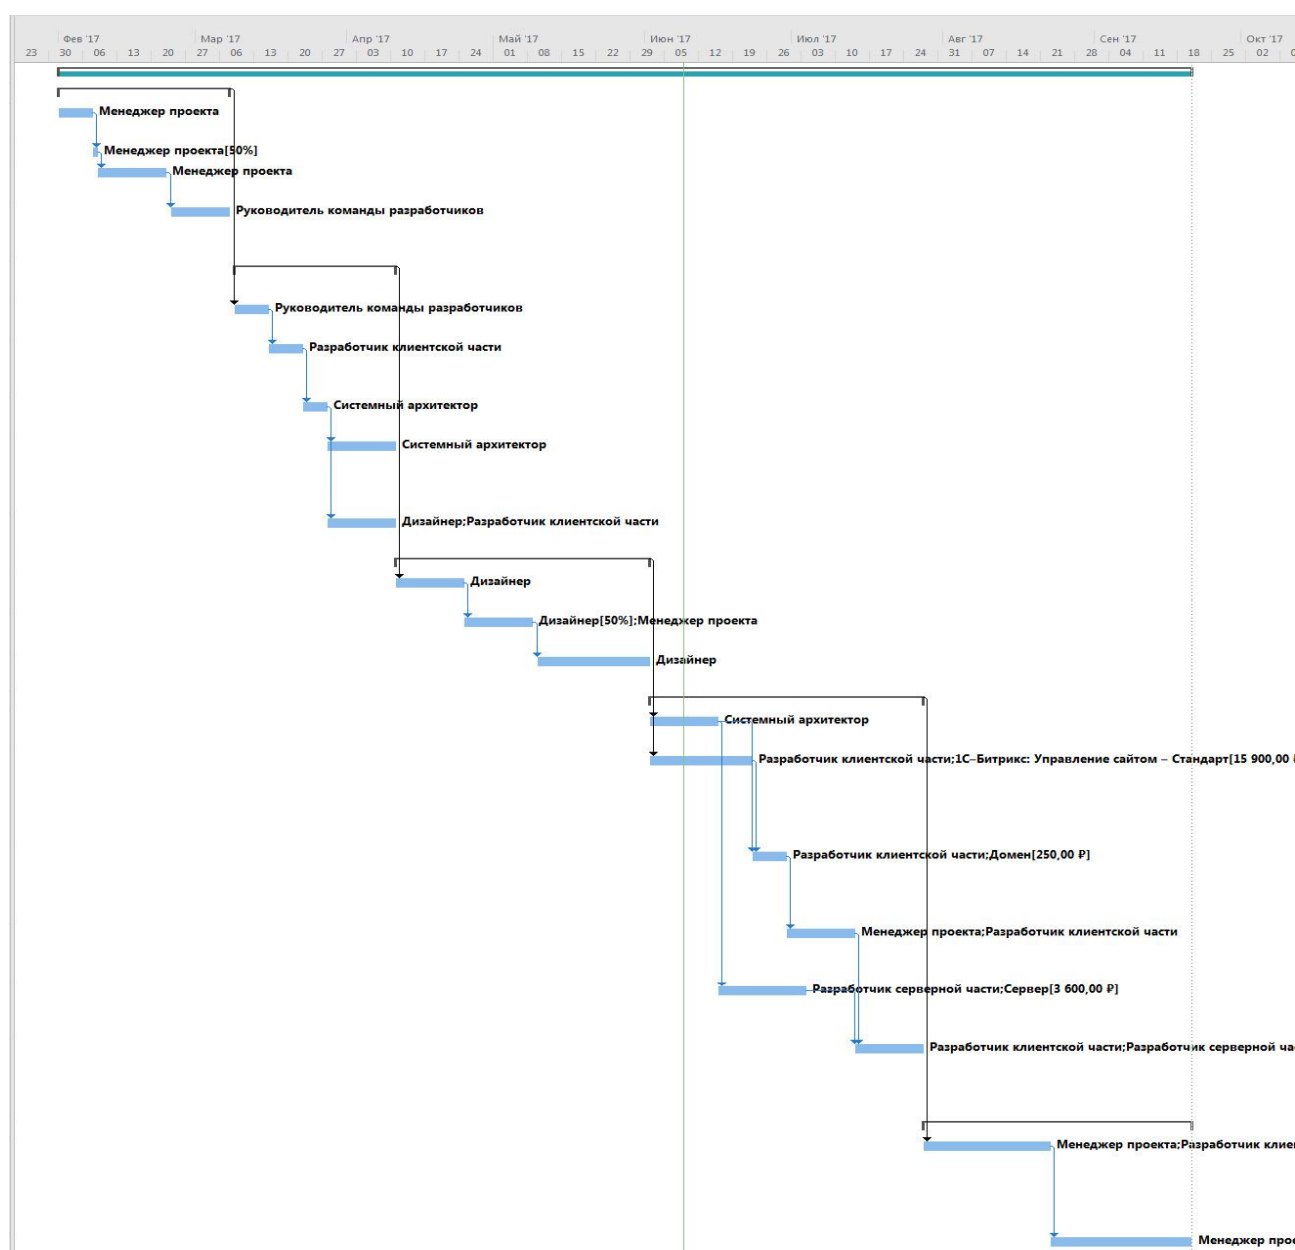 Фев '17 Мар '17 Апр '17 Май '17 Июн '17 Июл '17 Авг '17 Сен '17 Окт '17
23 30 06 13 20 27 06 13 20 27 03 10 17 24 01 08 15 22 29 05 12 19 26 03 10 17 24 31 07 14 21 28 04 11 18 25 02
Менеджер проекта
Менеджер проекта[50%]
Менеджер проекта
Руководитель команды разработчиков
Руководитель команды разработчиков
Разработчик клиентской части
Системный архитектор
Системный архитектор
Дизайнер;Разработчик клиентской части
Дизайнер
Дизайнер[50%];Менеджер проекта
Дизайнер
Системный архитектор
Разработчик клиентской части;1С–Битрикс: Управление сайтом – Стандарт[15 900,00
Разработчик клиентской части;Домен[250,00 ₽]
Менеджер проекта;Разработчик клиентской части
Разработчик серверной части;Сервер[3 600,00 ₽]
Разработчик клиентской части;Разработчик серверной ча
Менеджер проекта;Разработчик клие
Менеджер прое